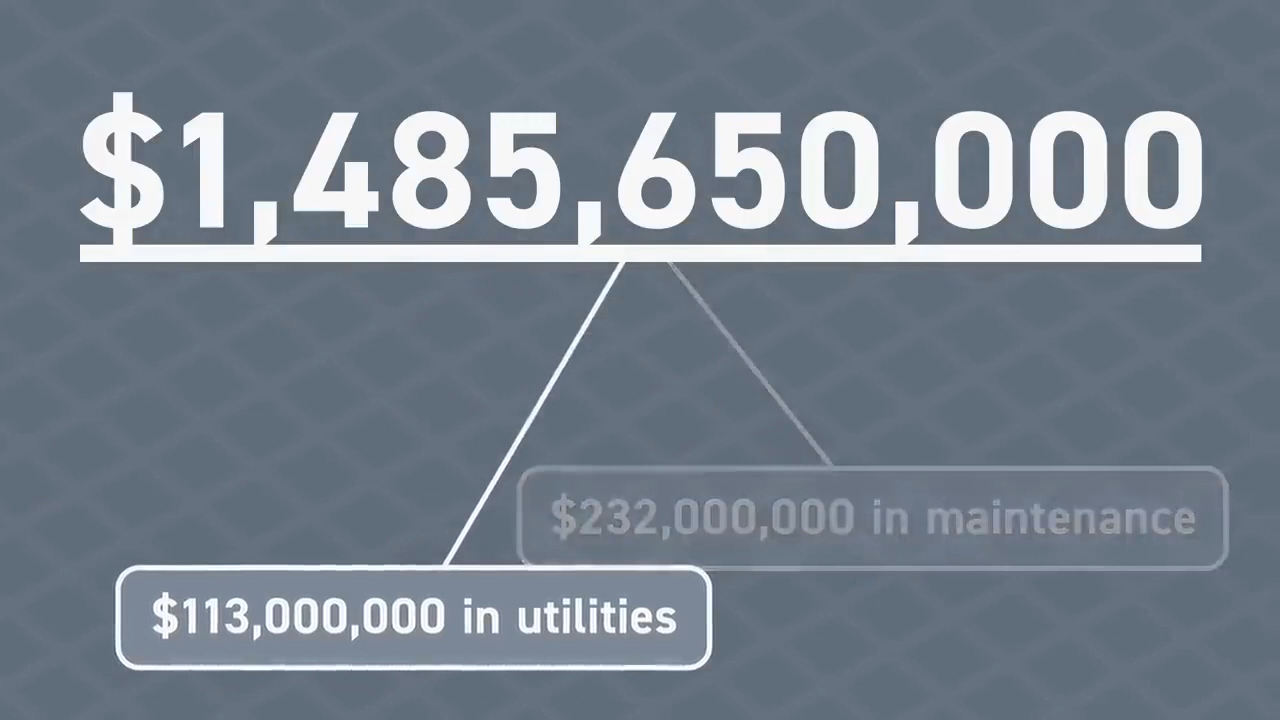 $1,485,650,000
$232,000,000 in maintenance
$113,000,000 in utilities